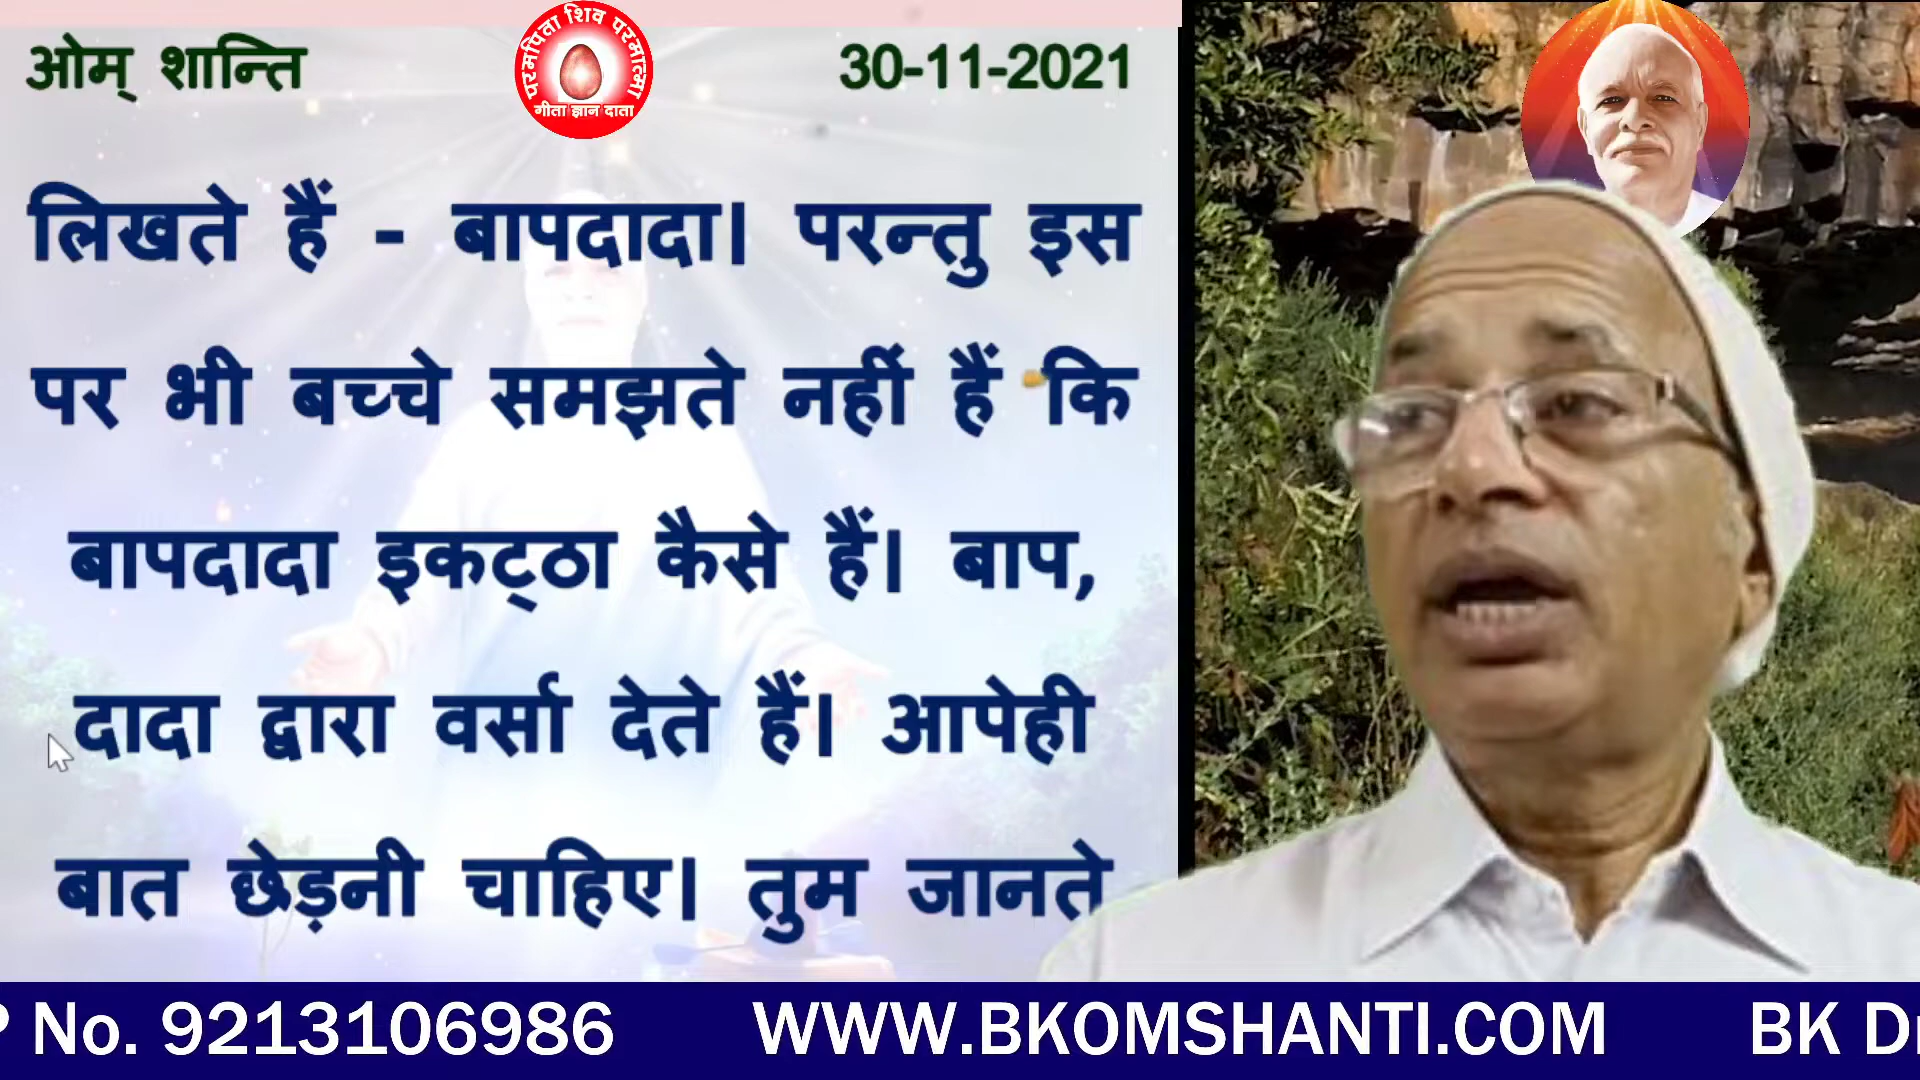 ओम् शान्ति
परमपिता शिव परमात्मा
गीता ज्ञान दाता
30-11-2021
लिखते हैं - बापदादा। परन्तु इस
पर भी बच्चे समझते नहीं हैं कि
बापदादा इकट्ठा कैसे हैं। बाप,
दादा द्वारा वर्सा देते हैं। आपेही
बात छेड़नी चाहिए। तुम जानते
P No. 9213106986 WWW.BKOMSHANTI.COM BK